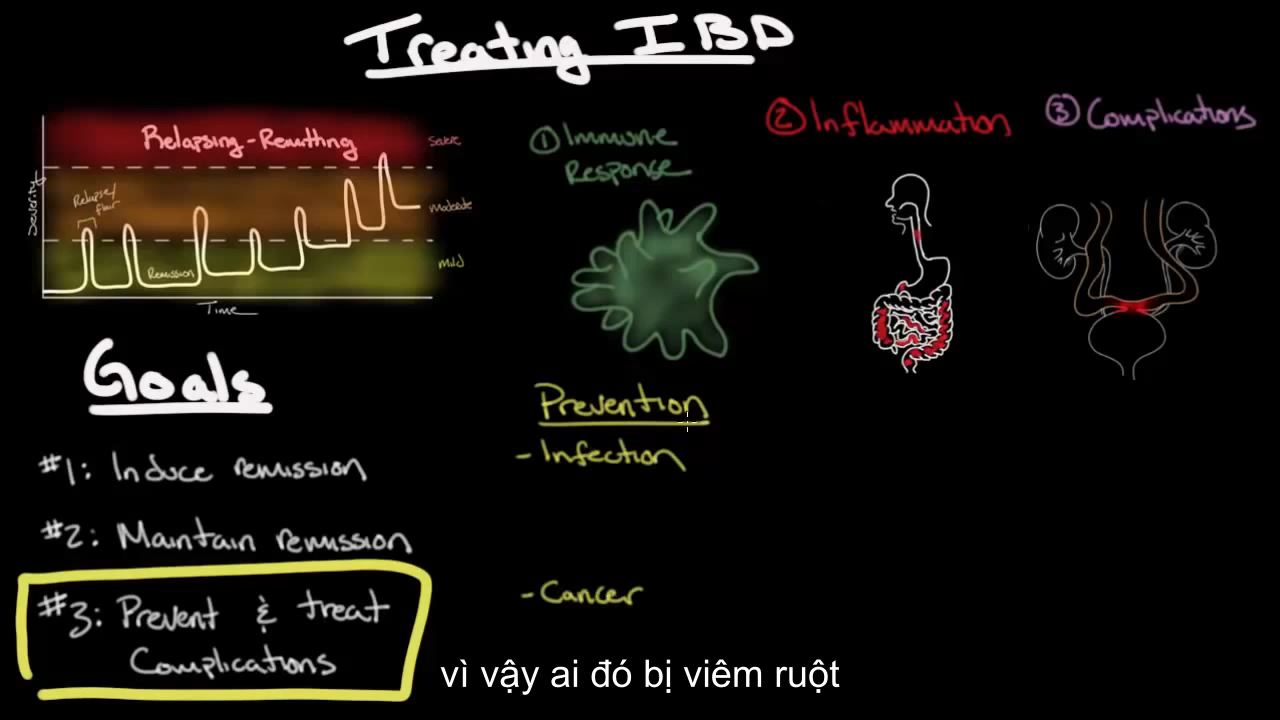 Treating IBD
Relapsing-Remitting
Severe
Moderate
Mild
Severity
Relapse/
flair
Remission
Time
① Immune
Response
② Inflammation
③ Complications
Goals
#1: Induce remission
#2: Maintain remission
#3: Prevent & treat
Complications
Prevention
- Infection
- Cancer
vì vậy ai đó bị viêm ruột